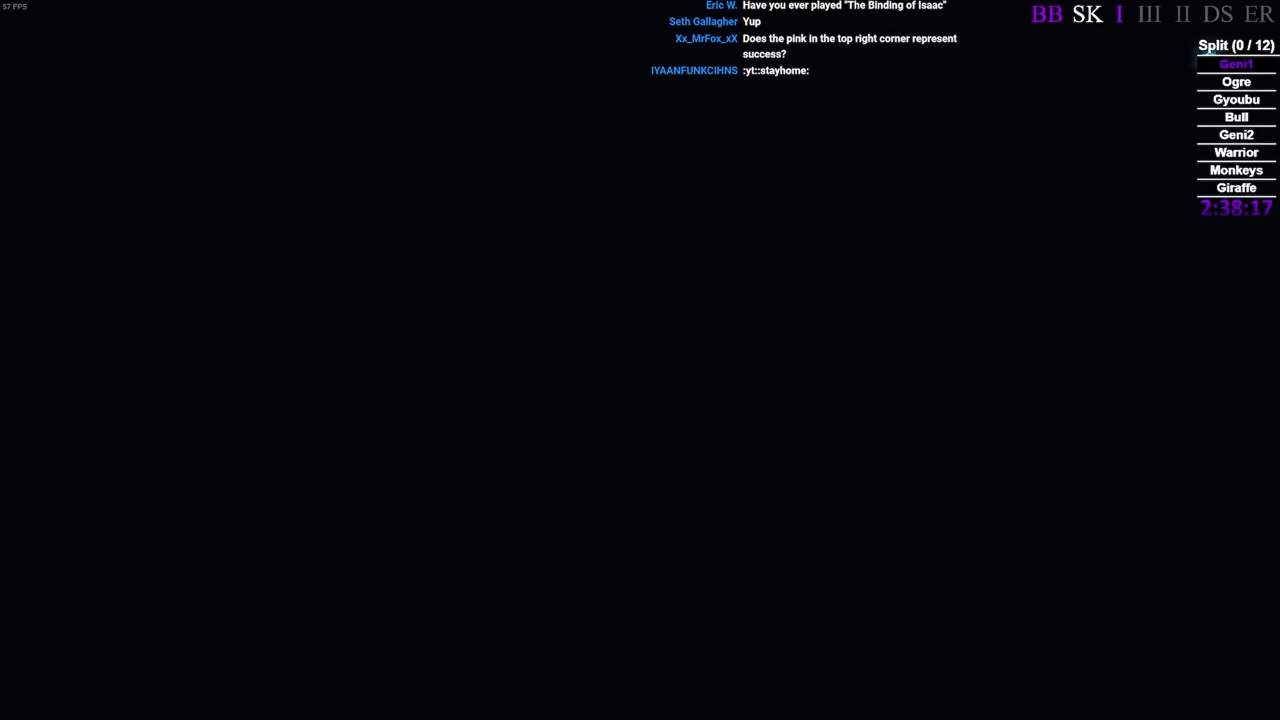 57 FPS
Eric W. Have you ever played "The Binding of Isaac"
Seth Gallagher Yup
Xx_MrFox_xX Does the pink in the top right corner represent
success?
IYAANFUNKCIHNS :yt::stayhome:
BB SK I III II DS ER
Split (0 / 12)
Geni1
Ogre
Gyoubu
Bull
Geni2
Warrior
Monkeys
Giraffe
2:38:17